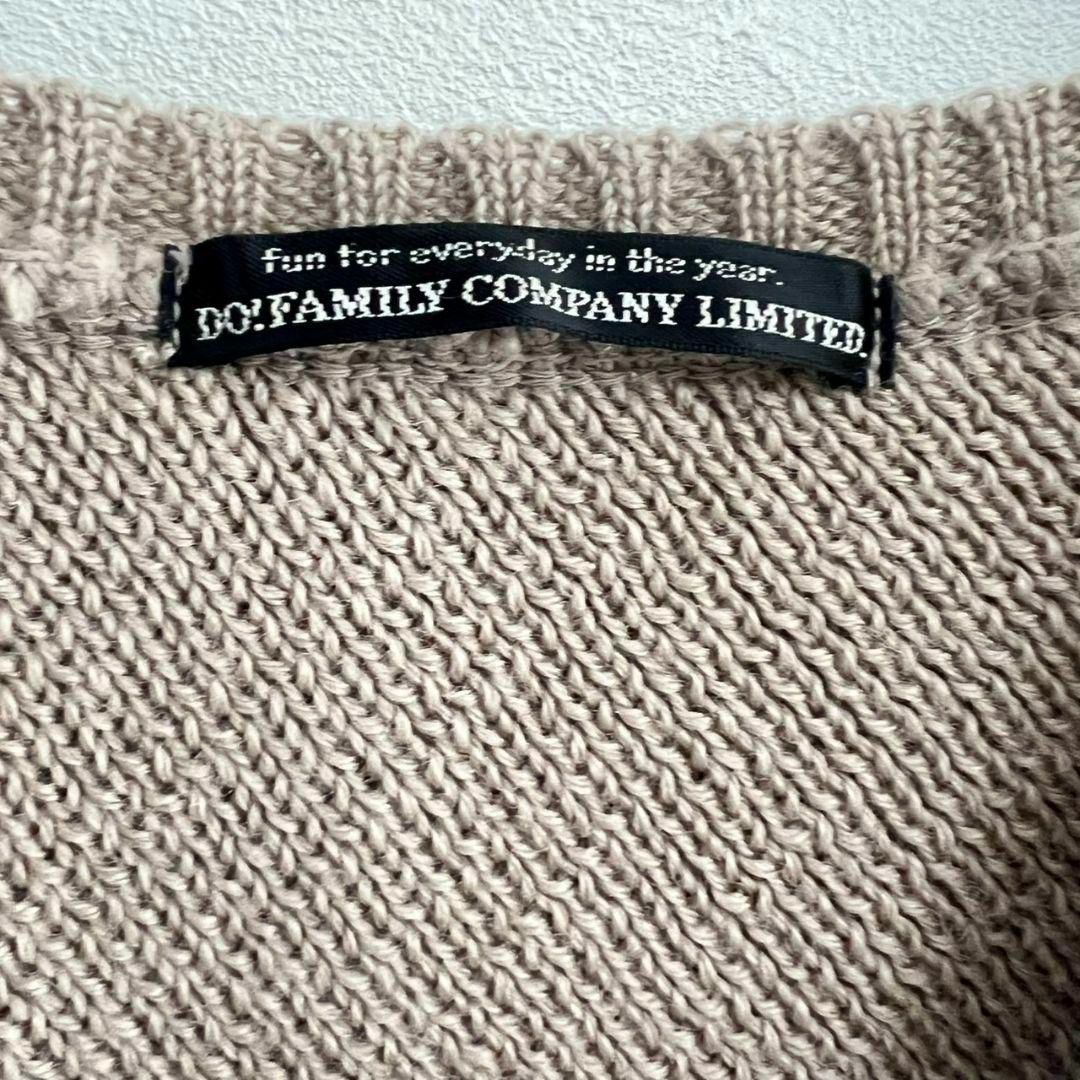 fun for everyday in the year.
DO!FAMILY COMPANY LIMITED.